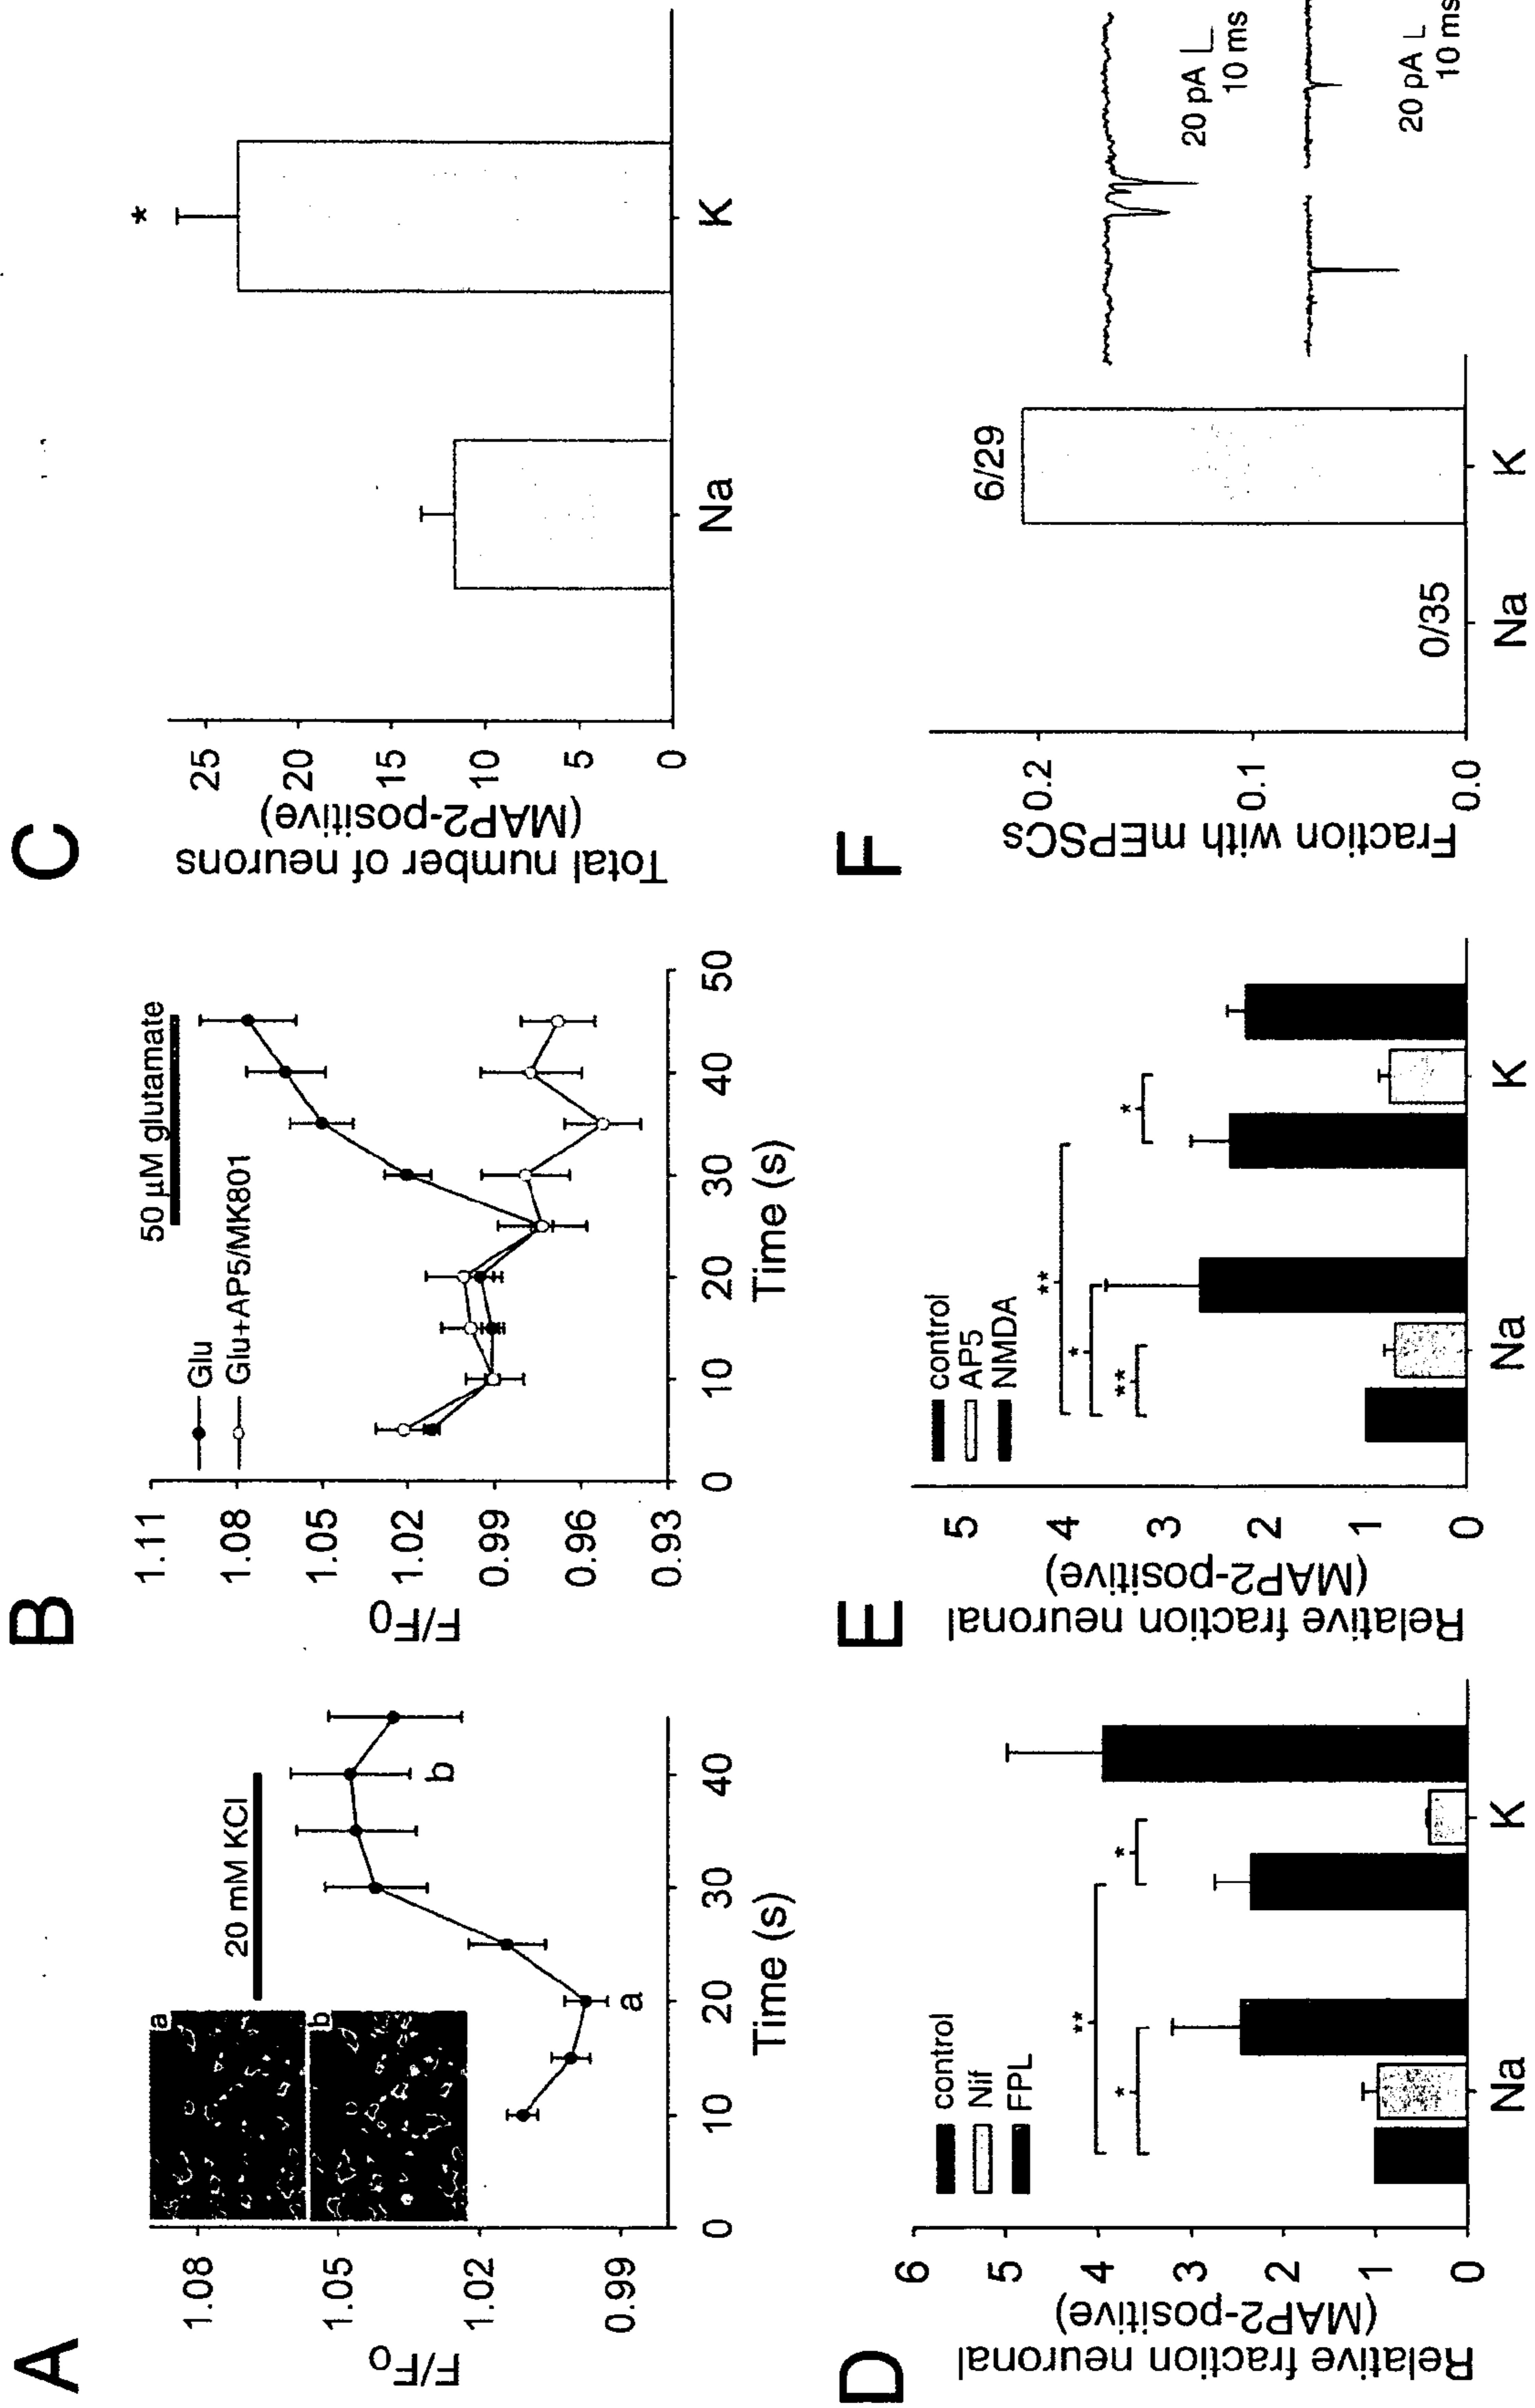 A
F/F0
1.08
1.05
1.02
0.99
0
10
20
30
40
Time (s)
20 mM KCl
a
b
a
b
B
F/F0
1.11
1.08
1.05
1.02
0.99
0.96
0.93
0
10
20
30
40
50
Time (s)
Glu
Glu+AP5/MK801
50 µM glutamate
C
Total number of neurons
(MAP2-positive)
25
20
15
10
5
0
Na
K
*
D
Relative fraction neuronal
(MAP2-positive)
6
5
4
3
2
1
0
control
Nif
FPL
*
**
*
Na
K
E
Relative fraction neuronal
(MAP2-positive)
5
4
3
2
1
0
control
AP5
NMDA
**
*
**
*
Na
K
F
Fraction with mEPSCs
0.2
0.1
0.0
0/35
6/29
Na
K
20 pA
10 ms
20 pA
10 ms